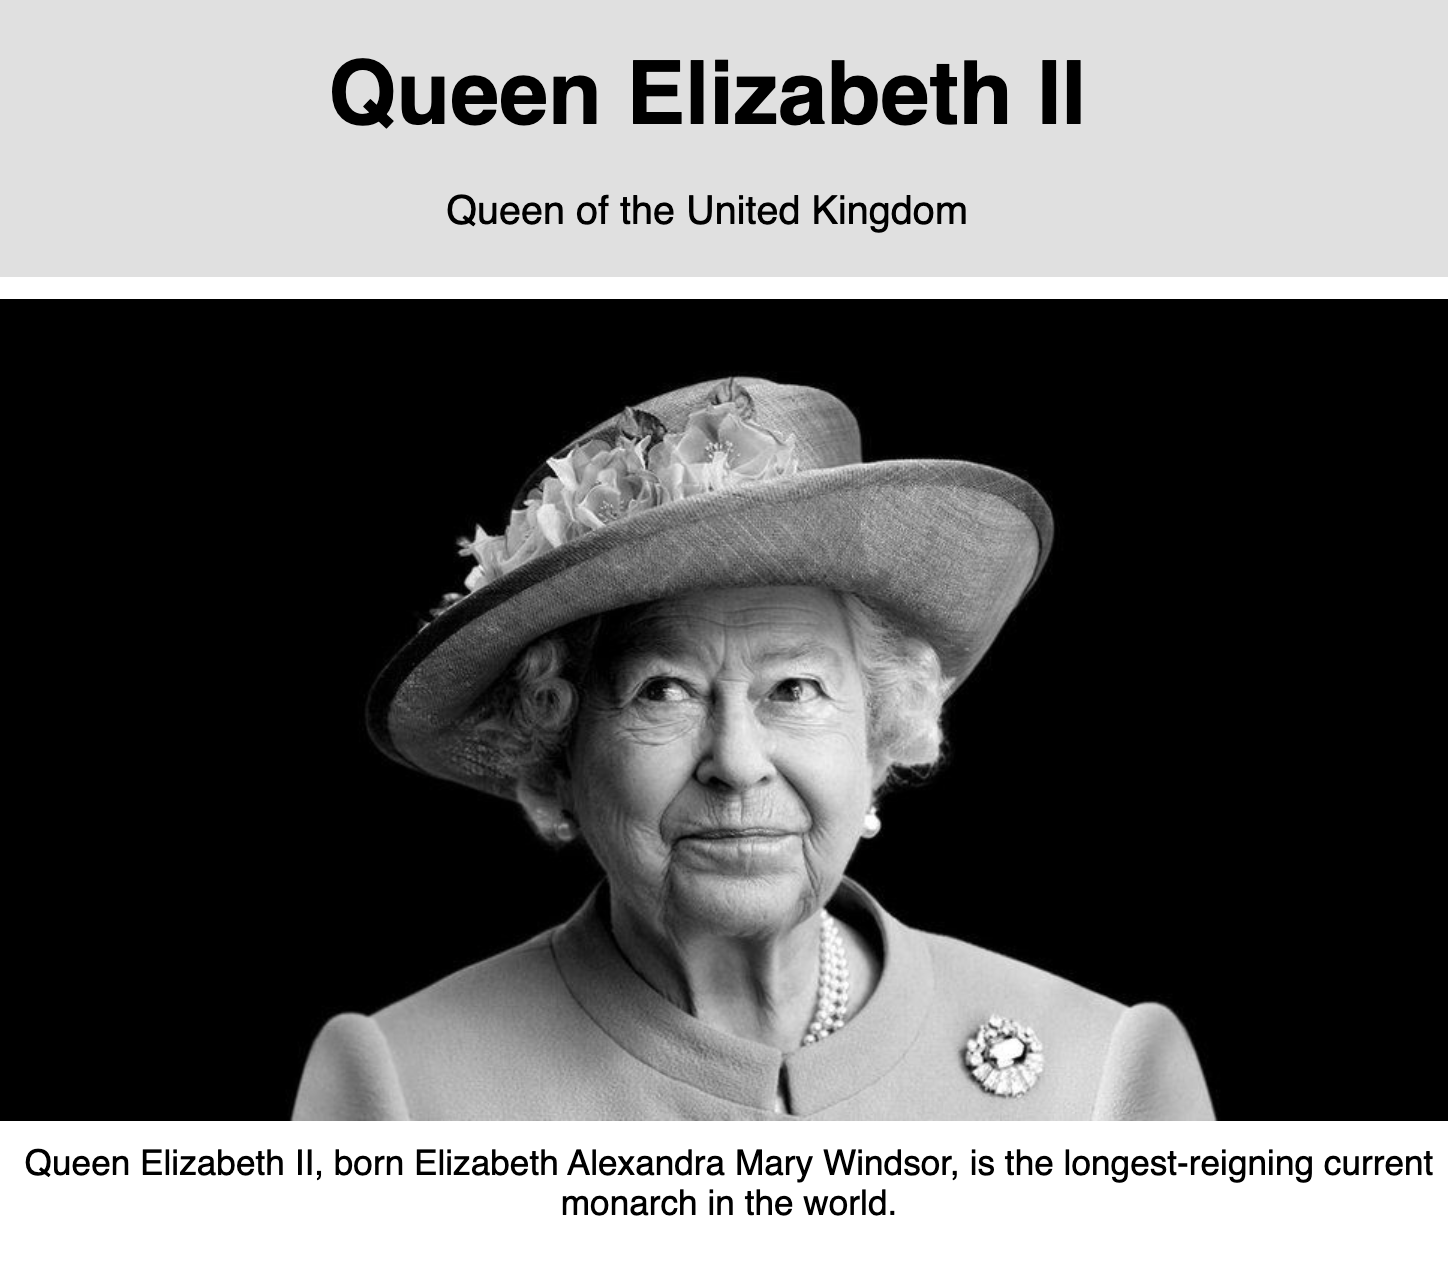 Queen Elizabeth II
Queen of the United Kingdom
Queen Elizabeth II, born Elizabeth Alexandra Mary Windsor, is the longest-reigning current
monarch in the world.